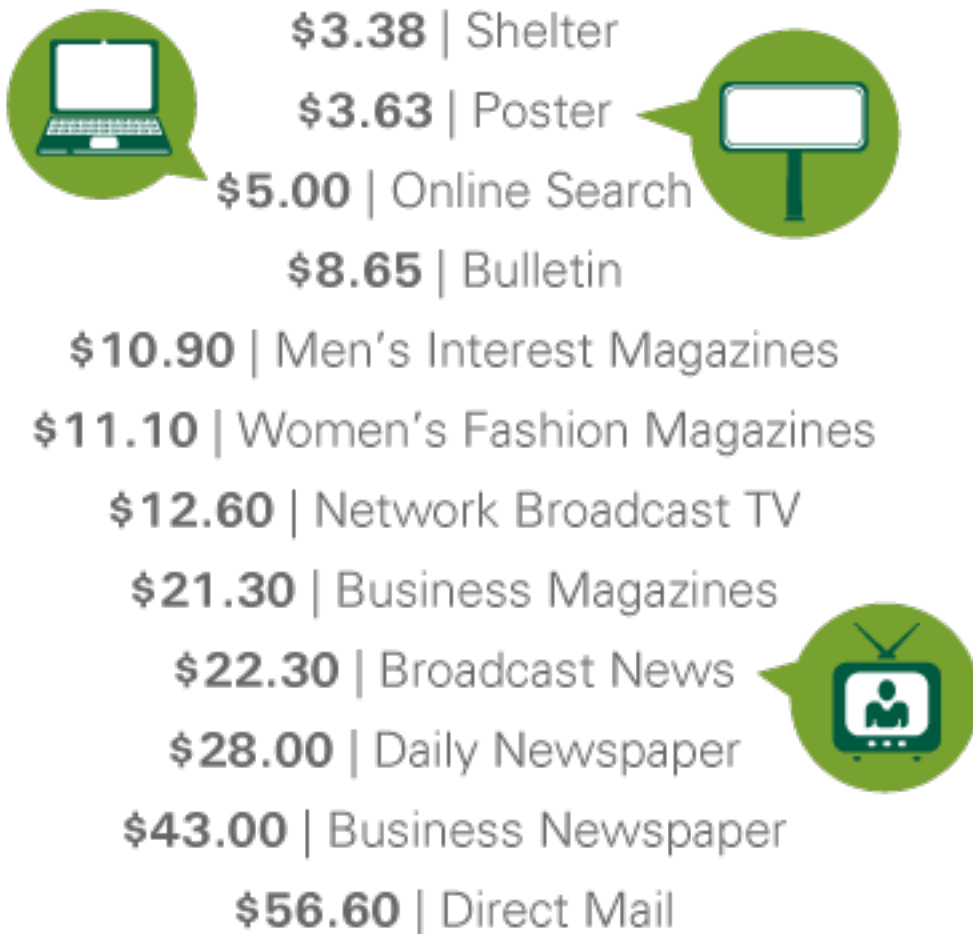 $3.38 | Shelter
$3.63 | Poster
$5.00 | Online Search
$8.65 | Bulletin
$10.90 | Men's Interest Magazines
$11.10 | Women's Fashion Magazines
$12.60 | Network Broadcast TV
$21.30 | Business Magazines
$22.30 | Broadcast News
$28.00 | Daily Newspaper
$43.00 | Business Newspaper
$56.60 | Direct Mail